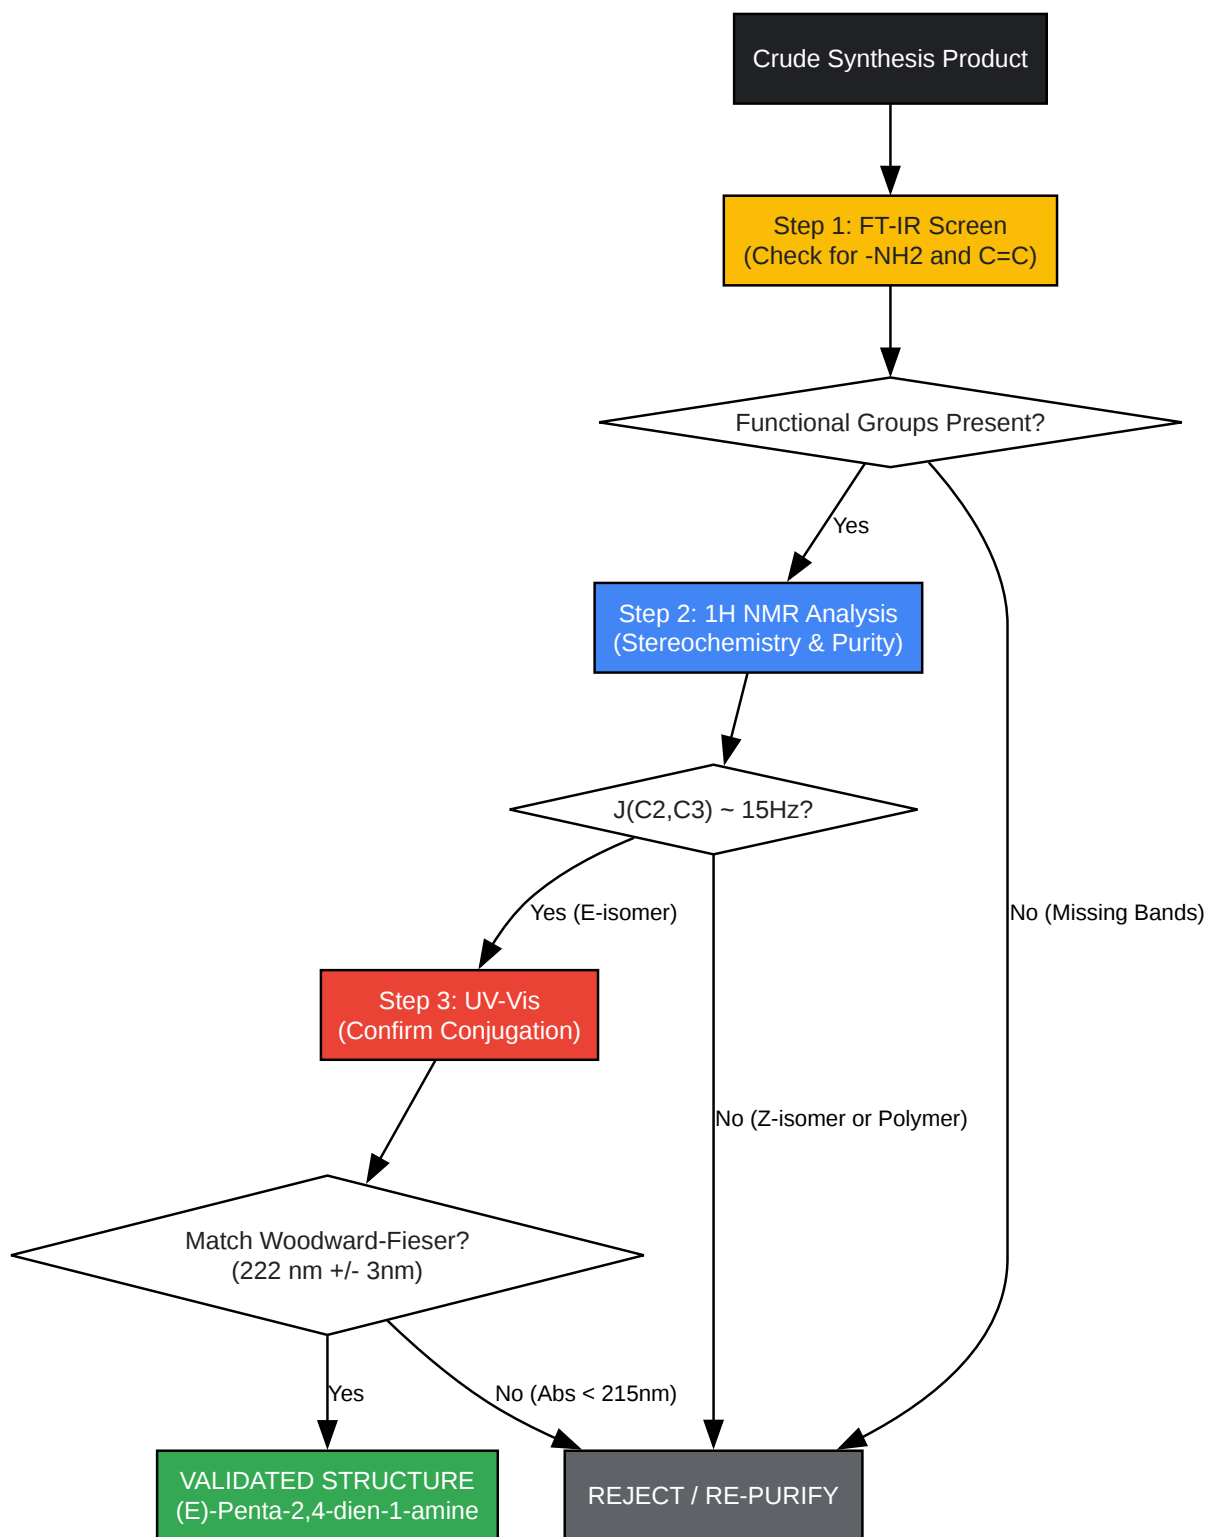 Crude Synthesis Product
Step 1: FT-IR Screen
(Check for -NH2 and C=C)
Functional Groups Present?
Yes
Step 2: 1H NMR Analysis
(Stereochemistry & Purity)
J(C2,C3) ~ 15Hz?
Yes (E-isomer)
No (Missing Bands)
Step 3: UV-Vis
(Confirm Conjugation)
No (Z-isomer or Polymer)
Match Woodward-Fieser?
(222 nm +/- 3nm)
Yes
No (Abs < 215nm)
VALIDATED STRUCTURE
(E)-Penta-2,4-dien-1-amine
REJECT / RE-PURIFY